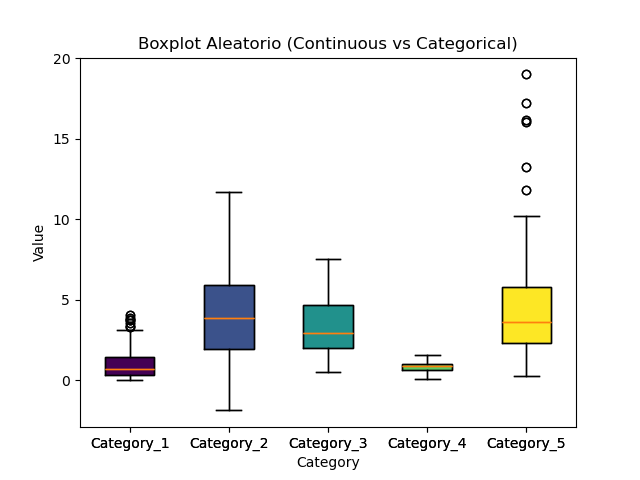 Boxplot Aleatorio (Continuous vs Categorical)
20
15
10
5
0
Value
Category_1 Category_2 Category_3 Category_4 Category_5
Category